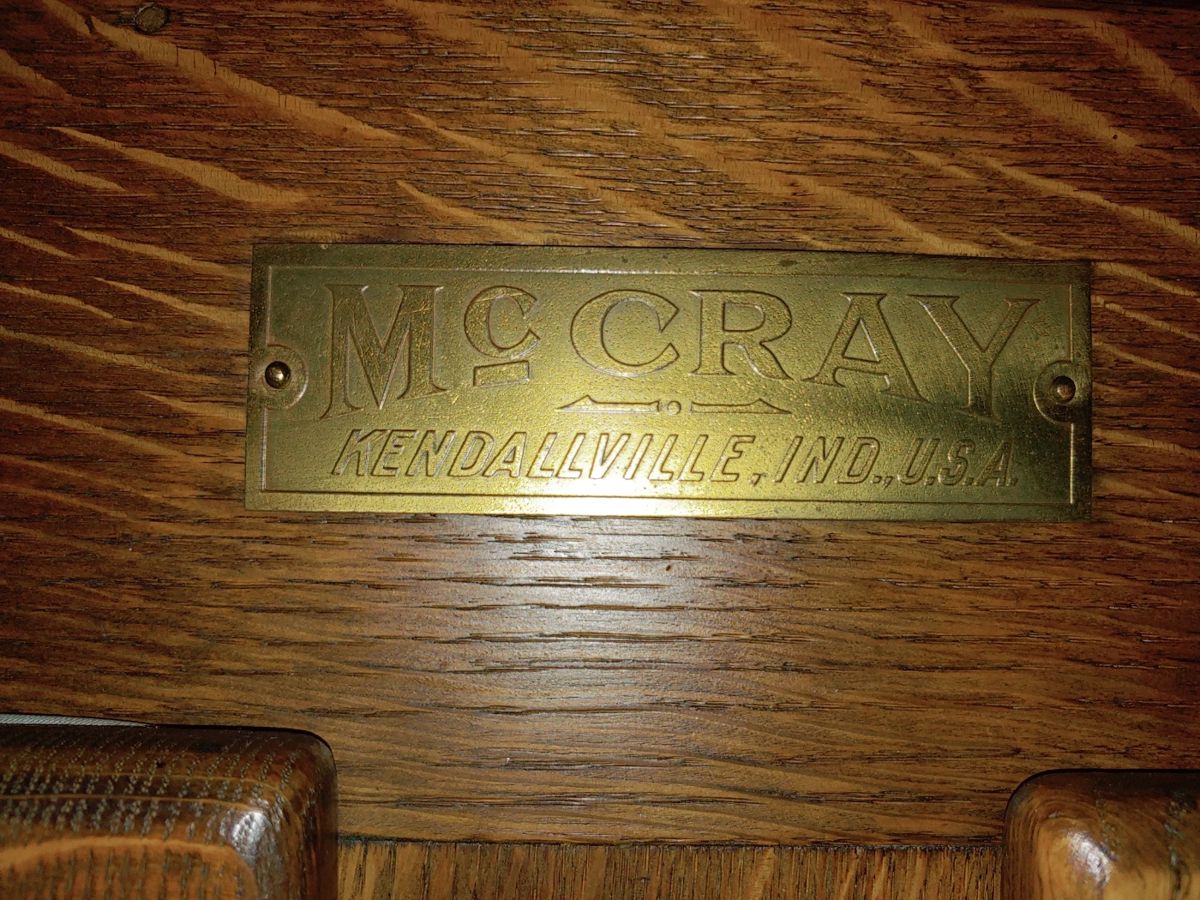 McCRAY
KENDALLVILLE, IND., U.S.A.